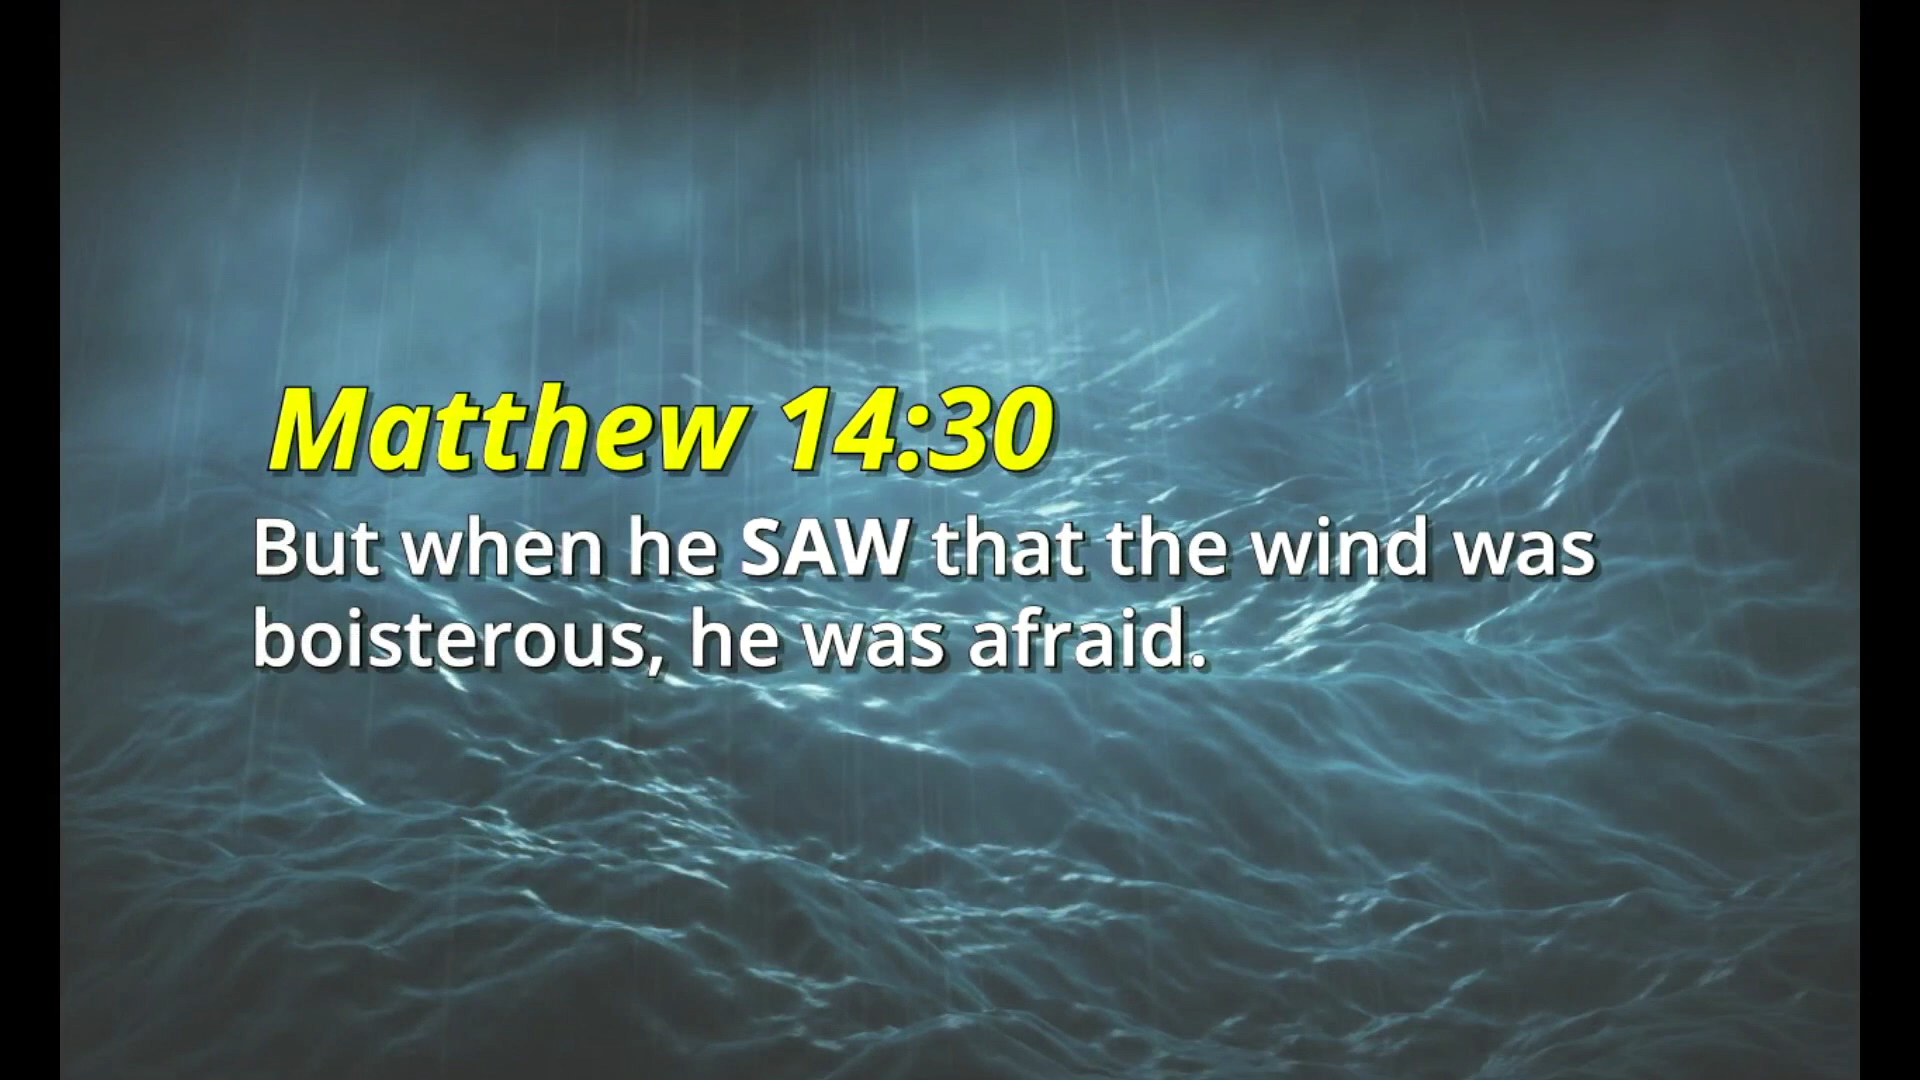 Matthew 14:30
But when he SAW that the wind was
boisterous, he was afraid.